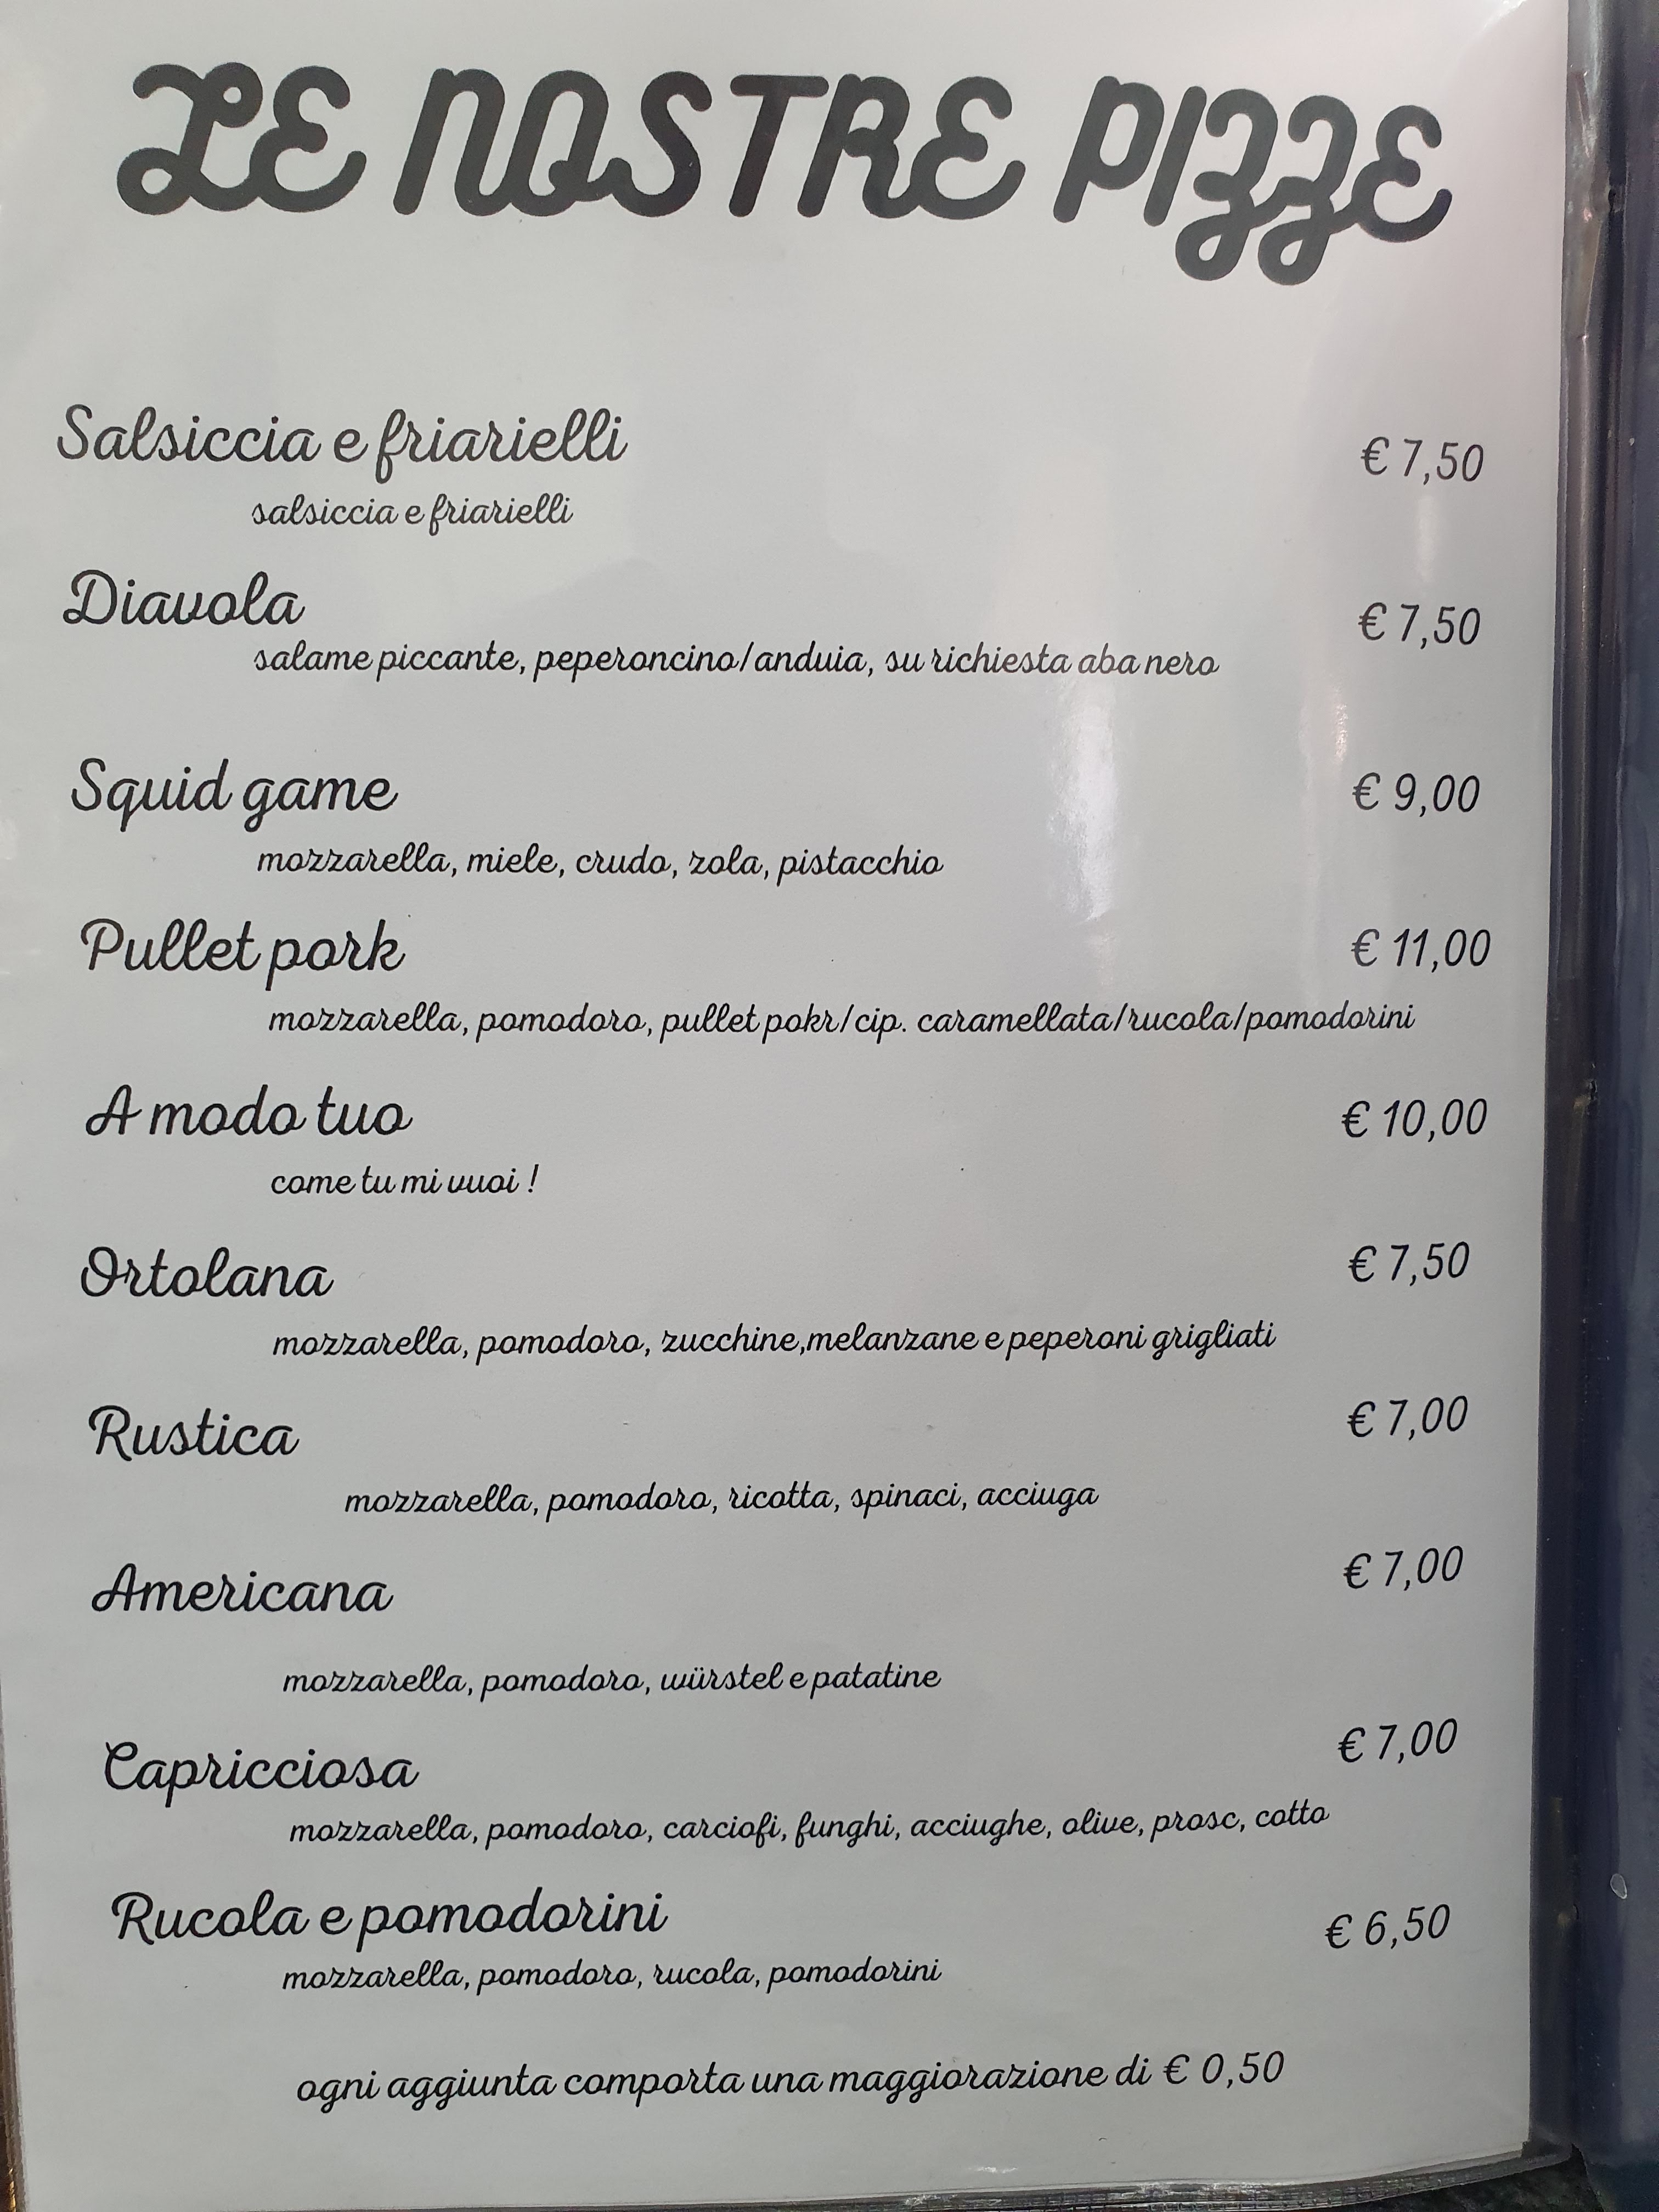 LE NOSTRE PIZZE
Salsiccia e friarielli
€ 7,50
salsiccia e friarielli
Diavola
€ 7,50
salame piccante, peperoncino/anduia, su richiesta aba nero
Squid game
€ 9,00
mozzarella, miele, crudo, zola, pistacchio
Pullet pork
€ 11,00
mozzarella, pomodoro, pullet pokr/cip. caramellata/rucola/pomodorini
A modo tuo
€ 10,00
come tu mi vuoi !
Ortolana
€ 7,50
mozzarella, pomodoro, zucchine,melanzane e peperoni grigliati
Rustica
€ 7,00
mozzarella, pomodoro, ricotta, spinaci, acciuga
Americana
€ 7,00
mozzarella, pomodoro, würstel e patatine
Capricciosa
€ 7,00
mozzarella, pomodoro, carciofi, funghi, acciughe, olive, prosc, cotto
Rucola e pomodorini
€ 6,50
mozzarella, pomodoro, rucola, pomodorini
ogni aggiunta comporta una maggiorazione di € 0,50